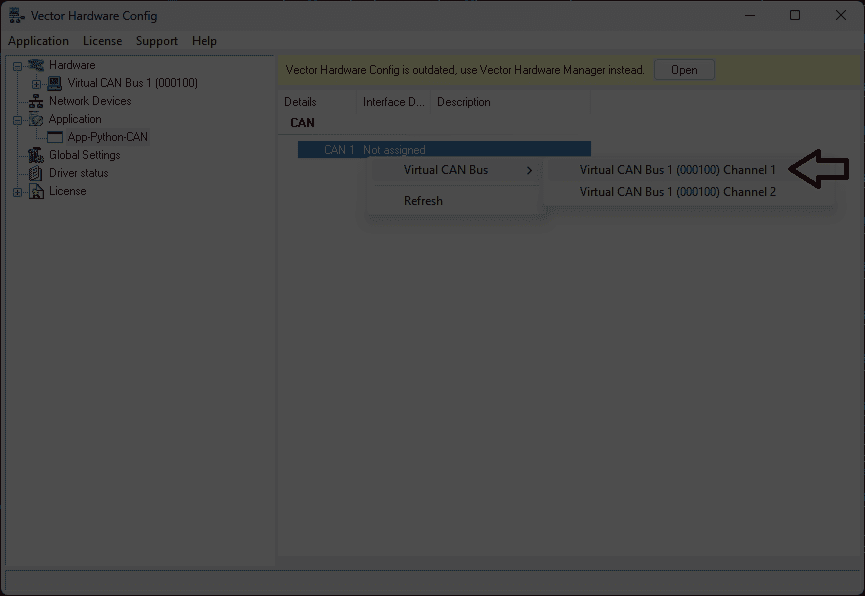 Vector Hardware Config
Application License Support Help
Hardware
Virtual CAN Bus 1 (000100)
Network Devices
Application
App-Python-CAN
Global Settings
Driver status
License
Vector Hardware Config is outdated, use Vector Hardware Manager instead. Open
Details Interface D... Description
CAN
CAN 1 Not assigned
Virtual CAN Bus
Refresh
Virtual CAN Bus 1 (000100) Channel 1
Virtual CAN Bus 1 (000100) Channel 2